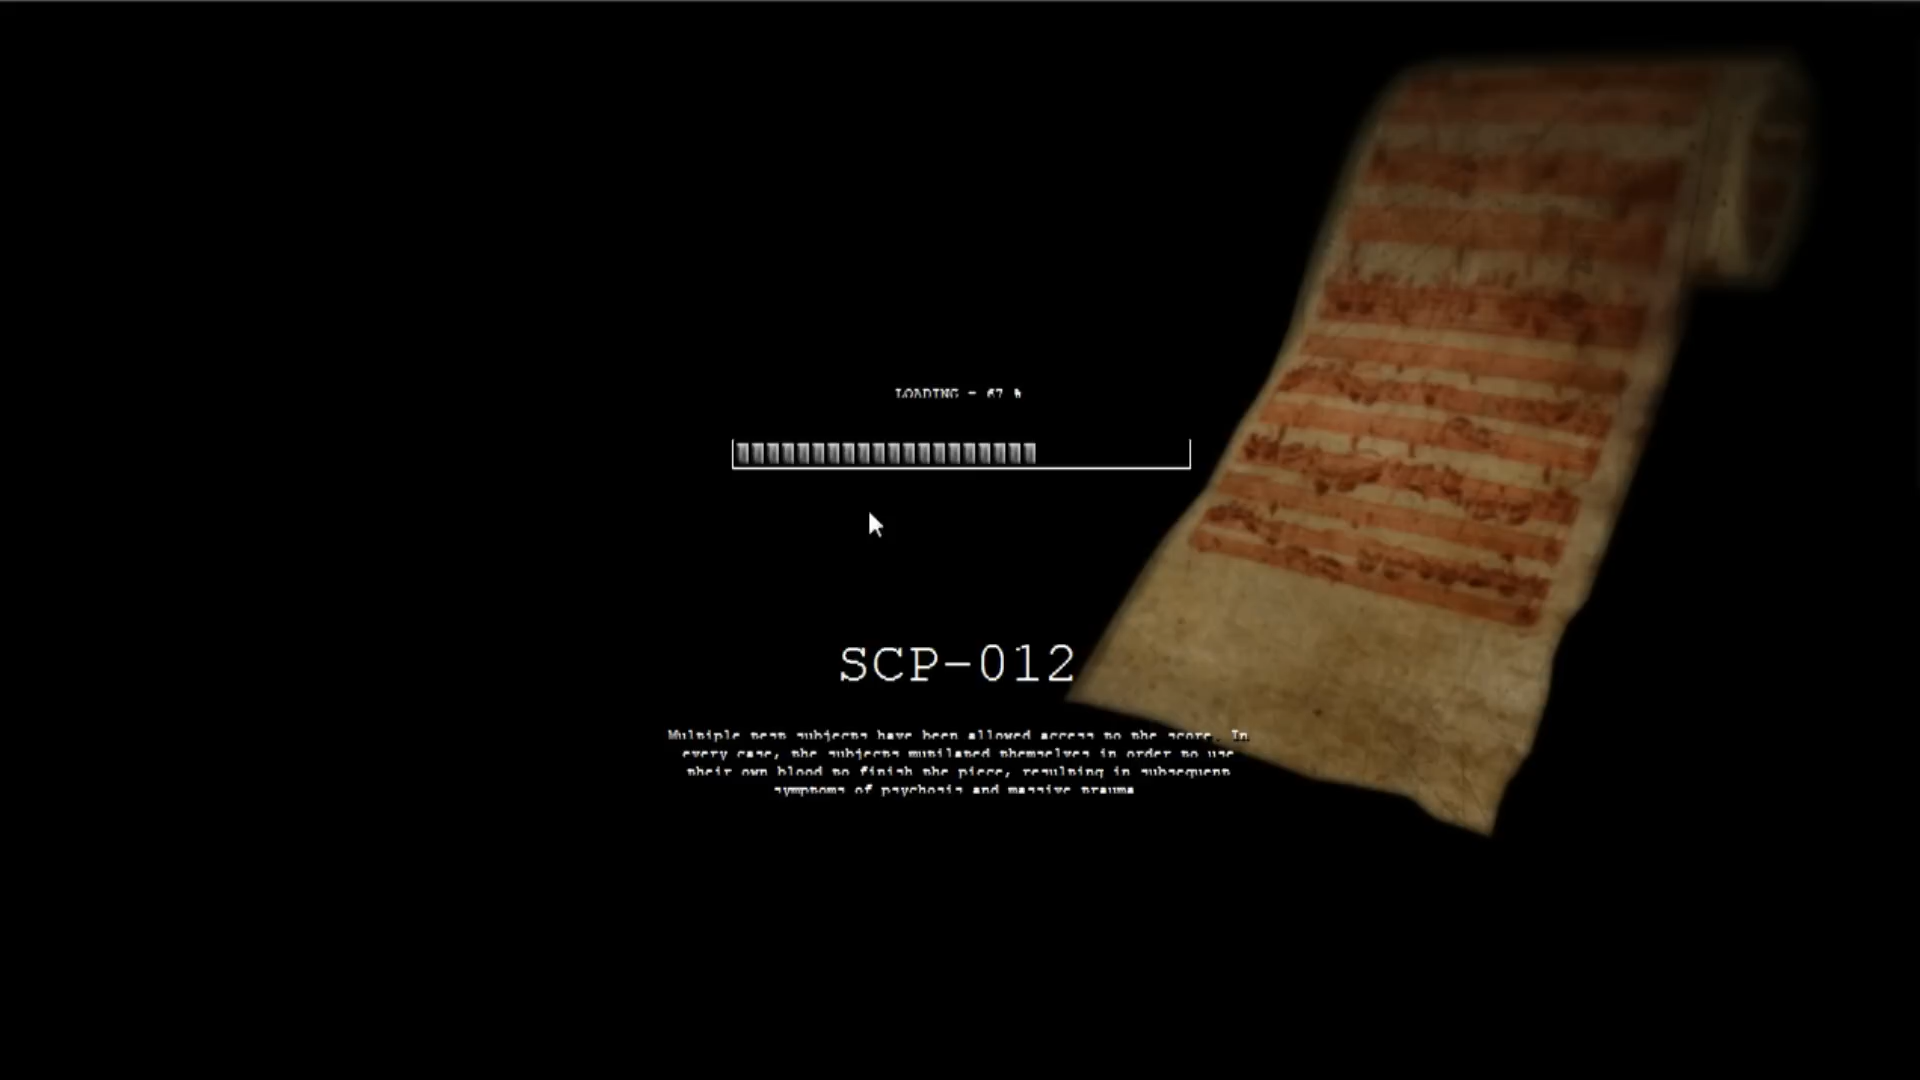 LOADING - 67 %
SCP-012
Multiple test subjects have been allowed access to the score. In
every case, the subjects mutilated themselves in order to use
their own blood to finish the piece, resulting in subsequent
symptoms of psychosis and massive trauma